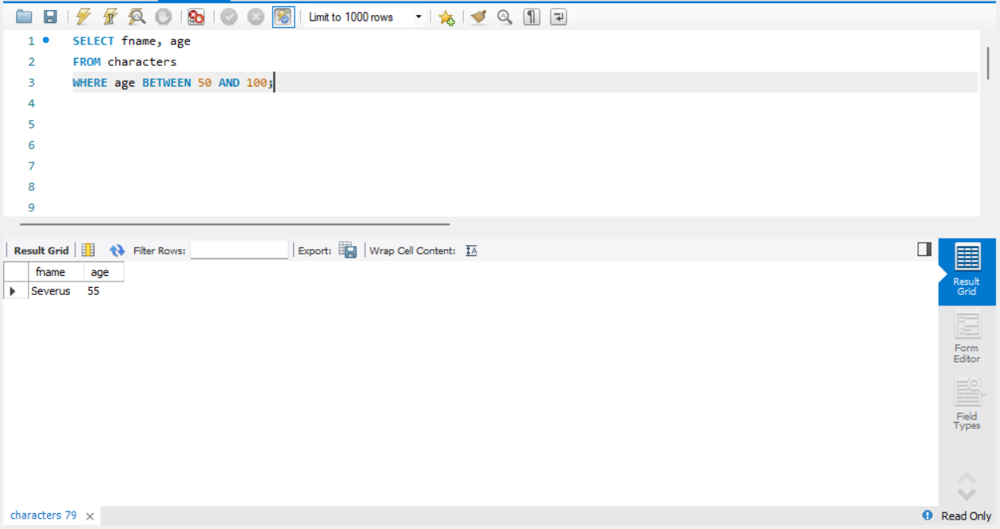 Limit to 1000 rows
1 SELECT fname, age
2 FROM characters
3 WHERE age BETWEEN 50 AND 100;
4
5
6
7
8
9
Result Grid Filter Rows: Export: Wrap Cell Content: IA
fname age
Severus 55
Result
Grid
Form
Editor
Field
Types
characters 79 Read Only